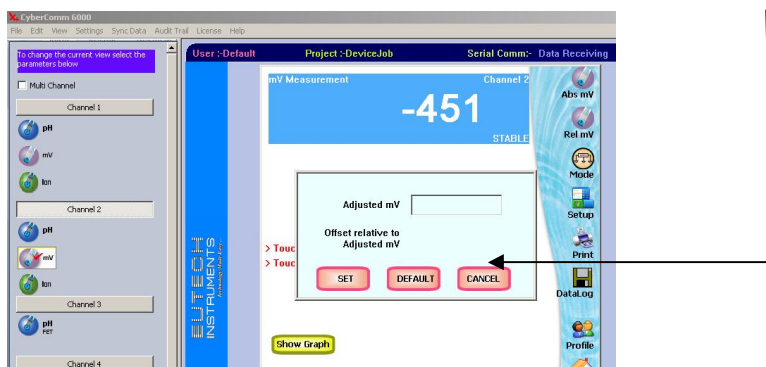 CyberComm 6000
File Edit View Settings Sync Data Audit Trail License Help
To change the current view select the
parameters below
Multi Channel
Channel 1
pH
mV
Ion
Channel 2
pH
mV
Ion
Channel 3
pH
FET
Channel 4
User :-Default Project :-DeviceJob Serial Comm:- Data Receiving
mV Measurement Channel 2
-451
STABLE
Adjusted mV
Offset relative to
Adjusted mV
> Touc
> Touc
SET DEFAULT CANCEL
Show Graph
EUTECH
INSTRUMENTS
Abs mV
Rel mV
Mode
Setup
Print
DataLog
Profile